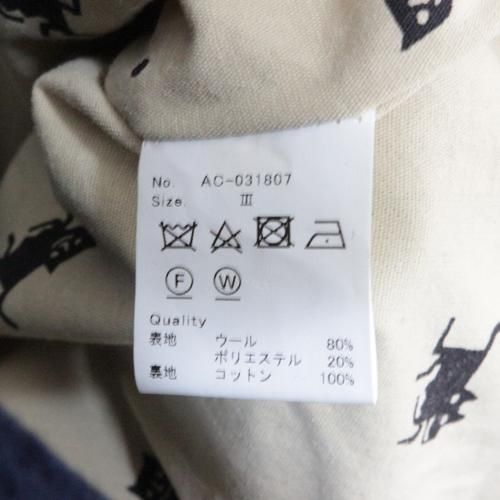 No. AC-031807
Size. Ⅲ
F W
Quality
表地 ウール 80%
ポリエステル 20%
裏地 コットン 100%